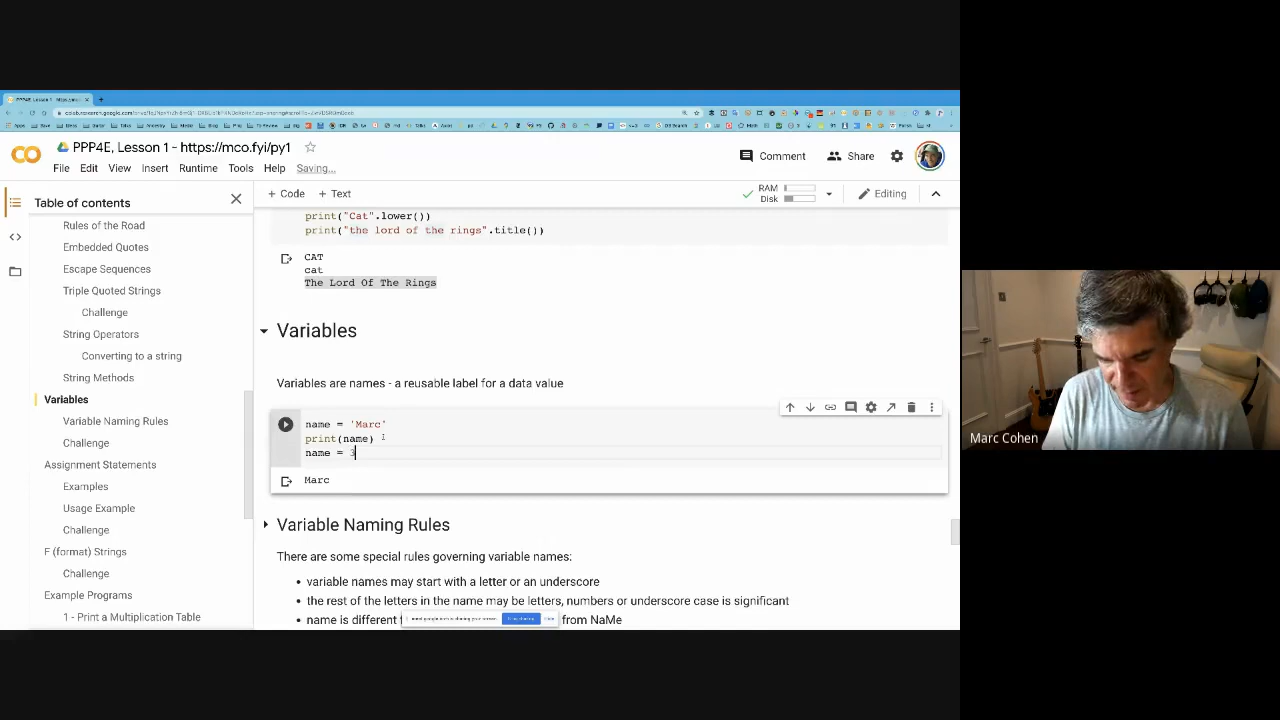 PPP4E, Lesson 1 - https://mco.fyi/py1
File Edit View Insert Runtime Tools Help Saving...
Comment
Share
Table of contents
Rules of the Road
Embedded Quotes
Escape Sequences
Triple Quoted Strings
Challenge
String Operators
Converting to a string
String Methods
Variables
Variable Naming Rules
Challenge
Assignment Statements
Examples
Usage Example
Challenge
F (format) Strings
Challenge
Example Programs
1 - Print a Multiplication Table
+ Code + Text
RAM
Disk
Editing
print("Cat".lower())
print("the lord of the rings".title())
CAT
cat
The Lord Of The Rings
Variables
Variables are names - a reusable label for a data value
name = 'Marc'
print(name)
name = 3
Marc
Variable Naming Rules
There are some special rules governing variable names:
• variable names may start with a letter or an underscore
• the rest of the letters in the name may be letters, numbers or underscore case is significant
• name is different from NaMe
Marc Cohen